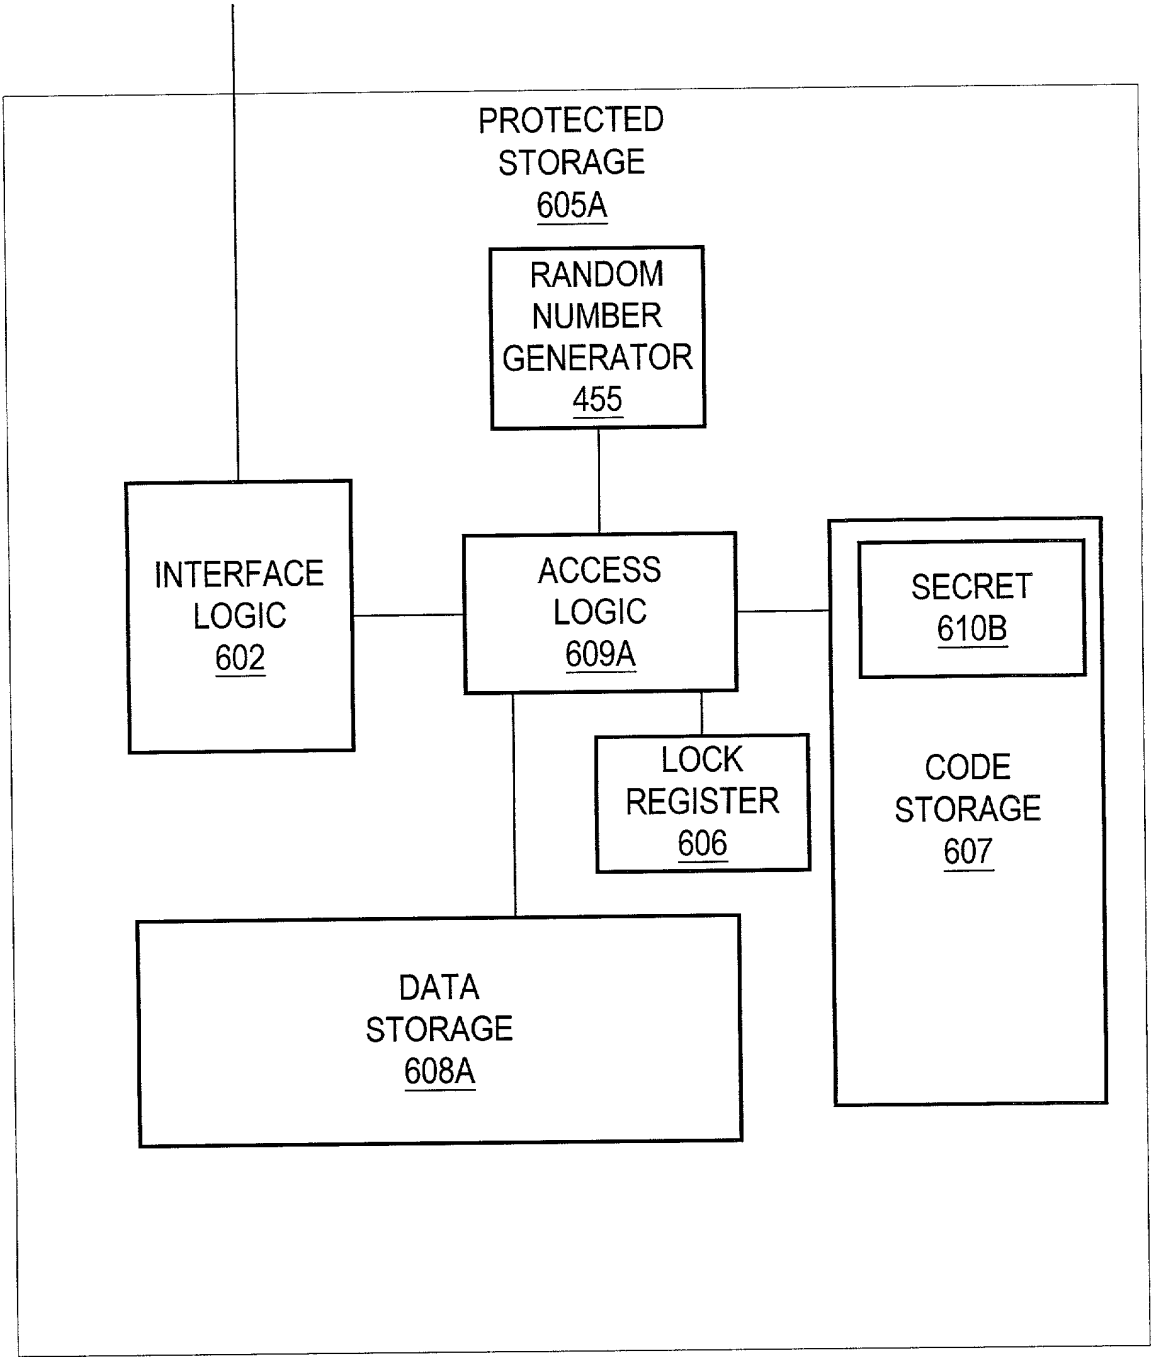 PROTECTED
STORAGE
605A
RANDOM
NUMBER
GENERATOR
455
INTERFACE
LOGIC
602
ACCESS
LOGIC
609A
SECRET
610B
LOCK
REGISTER
606
CODE
STORAGE
607
DATA
STORAGE
608A